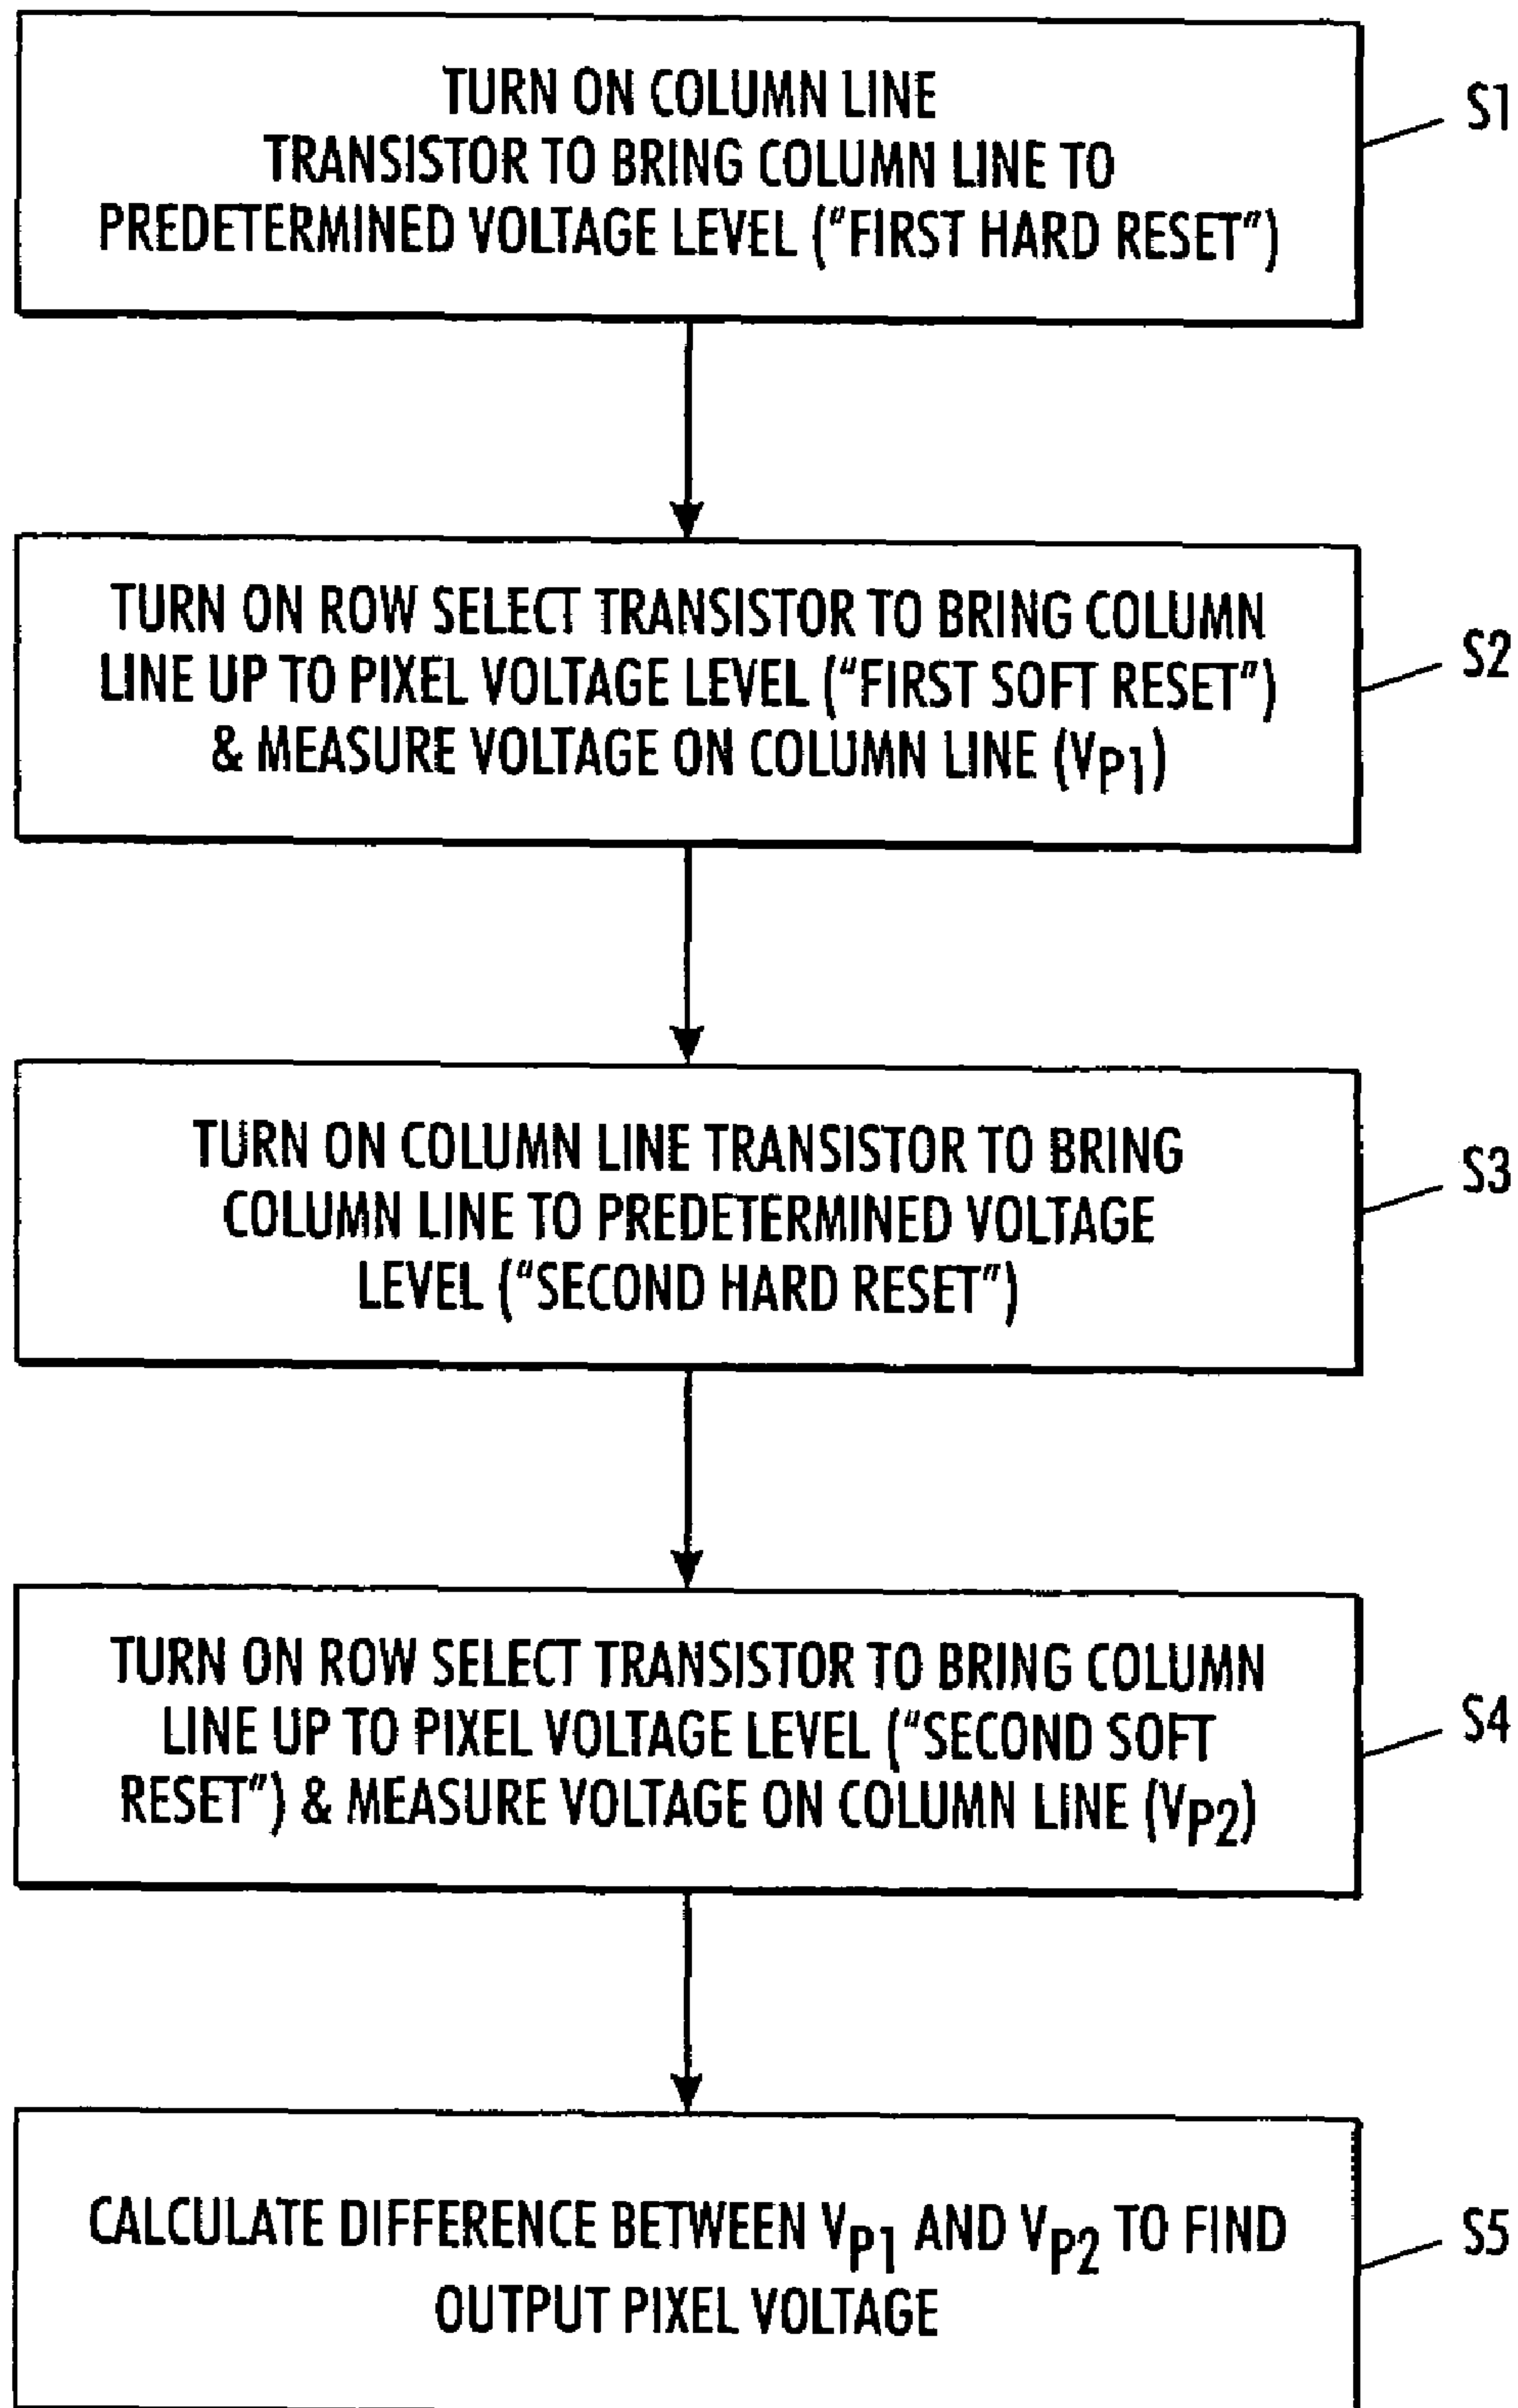 TURN ON COLUMN LINE
TRANSISTOR TO BRING COLUMN LINE TO
PREDETERMINED VOLTAGE LEVEL ("FIRST HARD RESET")
S1
TURN ON ROW SELECT TRANSISTOR TO BRING COLUMN
LINE UP TO PIXEL VOLTAGE LEVEL ("FIRST SOFT RESET")
& MEASURE VOLTAGE ON COLUMN LINE (VP1)
S2
TURN ON COLUMN LINE TRANSISTOR TO BRING
COLUMN LINE TO PREDETERMINED VOLTAGE
LEVEL ("SECOND HARD RESET")
S3
TURN ON ROW SELECT TRANSISTOR TO BRING COLUMN
LINE UP TO PIXEL VOLTAGE LEVEL ("SECOND SOFT
RESET") & MEASURE VOLTAGE ON COLUMN LINE (VP2)
S4
CALCULATE DIFFERENCE BETWEEN VP1 AND VP2 TO FIND
OUTPUT PIXEL VOLTAGE
S5